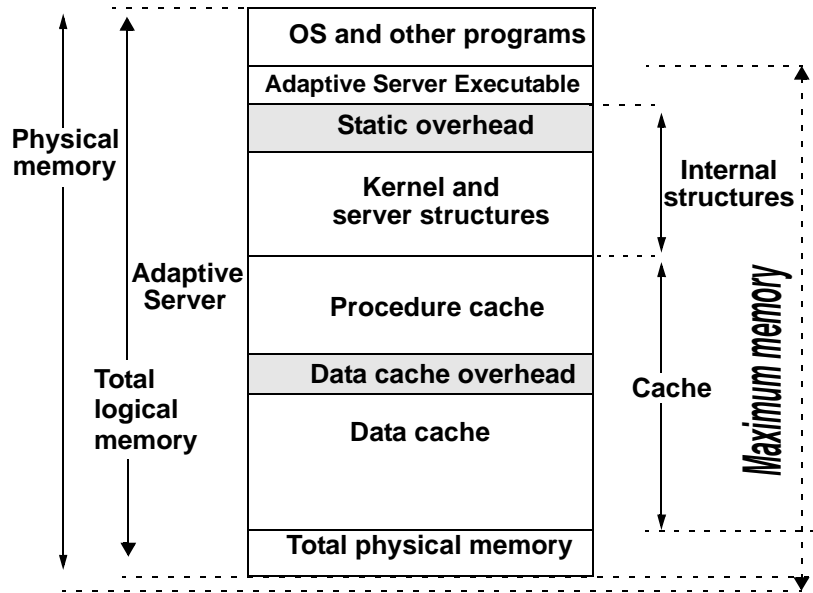 OS and other programs
Adaptive Server Executable
Static overhead
Physical
memory
Kernel and
server structures
Internal
structures
Adaptive
Server
Procedure cache
Data cache overhead
Total
logical
memory
Data cache
Cache
Maximum memory
Total physical memory